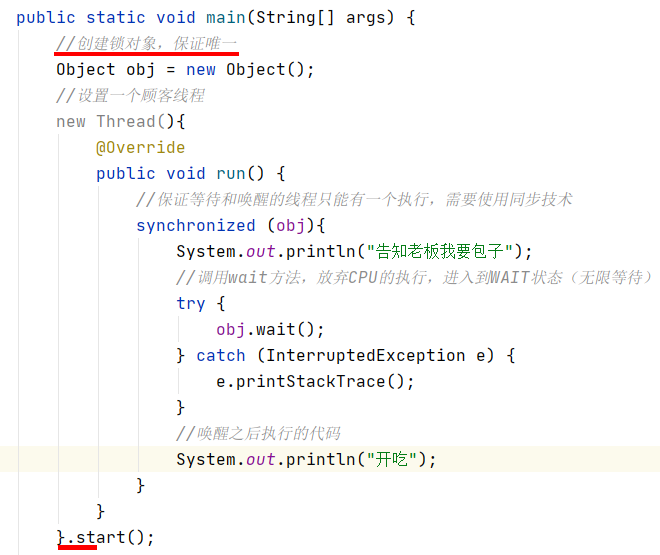 public static void main(String[] args) {
//创建锁对象，保证唯一
Object obj = new Object();
//设置一个顾客线程
new Thread(){
@Override
public void run() {
//保证等待和唤醒的线程只能有一个执行，需要使用同步技术
synchronized (obj){
System.out.println("告知老板我要包子");
//调用wait方法，放弃CPU的执行，进入到WAIT状态（无限等待）
try {
obj.wait();
} catch (InterruptedException e) {
e.printStackTrace();
}
//唤醒之后执行的代码
System.out.println("开吃");
}
}
}.start();